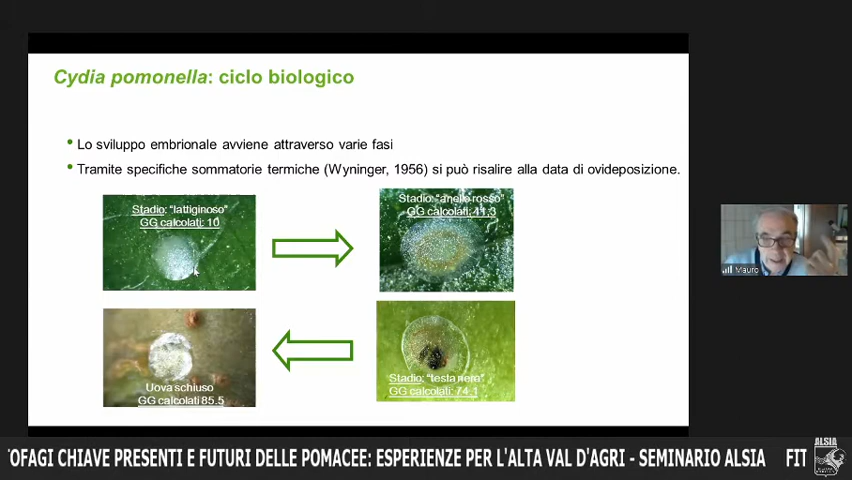 Cydia pomonella: ciclo biologico
• Lo sviluppo embrionale avviene attraverso varie fasi
• Tramite specifiche sommatorie termiche (Wyninger, 1956) si può risalire alla data di ovideposizione.
Stadio: "lattiginoso"
GG calcolati: 10
Stadio: "anello rosso"
GG calcolati: 41.3
Uova schiuso
GG calcolati 85.5
Stadio: "testa nera"
GG calcolati: 74.1
Mauro
OFAGI CHIAVE PRESENTI E FUTURI DELLE POMACEE: ESPERIENZE PER L'ALTA VAL D'AGRI - SEMINARIO ALSIA FIT
ALSIA